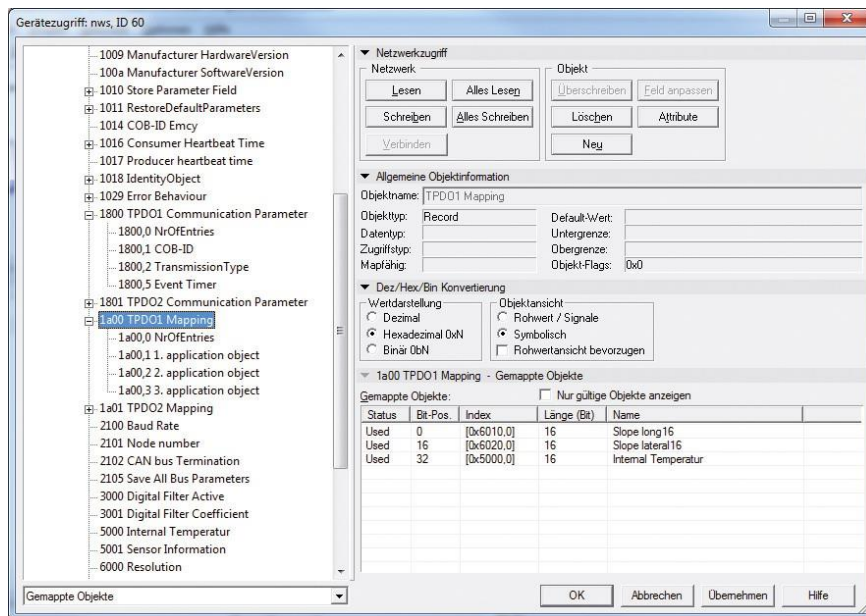 Gerätezugriff: nws, ID 60
1009 Manufacturer HardwareVersion
100a Manufacturer SoftwareVersion
1010 Store Parameter Field
1011 RestoreDefaultParameters
1014 COB-ID Emcy
1016 Consumer Heartbeat Time
1017 Producer heartbeat time
1018 IdentityObject
1029 Error Behaviour
1800 TPDO1 Communication Parameter
1800,0 NrOfEntries
1800,1 COB-ID
1800,2 TransmissionType
1800,5 Event Timer
1801 TPDO2 Communication Parameter
1a00 TPDO1 Mapping
1a00,0 NrOfEntries
1a00,1 1. application object
1a00,2 2. application object
1a00,3 3. application object
1a01 TPDO2 Mapping
2100 Baud Rate
2101 Node number
2102 CAN bus Termination
2105 Save All Bus Parameters
3000 Digital Filter Active
3001 Digital Filter Coefficient
5000 Internal Temperatur
5001 Sensor Information
6000 Resolution
Gemappte Objekte
Netzwerkzugriff
Netzwerk
Lesen Alles Lesen
Schreiben Alles Schreiben
Verbinden
Objekt
Überschreiben Feld anpassen
Löschen Attribute
Neu
Allgemeine Objektinformation
Objektname: TPDO1 Mapping
Objekttyp: Record Default-Wert:
Datentyp: Untergrenze:
Zugriffstyp: Obergrenze:
Mapfähig: Objekt-Flags: 0x0
Dez/Hex/Bin Konvertierung
Wertdarstellung
Dezimal
Hexadezimal 0xN
Binär 0bN
Objektansicht
Rohwert / Signale
Symbolisch
Rohwertansicht bevorzugen
1a00 TPDO1 Mapping - Gemappte Objekte
Gemappte Objekte: Nur gültige Objekte anzeigen
Status Bit-Pos. Index Länge (Bit) Name
Used 0 [0x6010,0] 16 Slope long16
Used 16 [0x6020,0] 16 Slope lateral16
Used 32 [0x5000,0] 16 Internal Temperatur
OK Abbrechen Übernehmen Hilfe